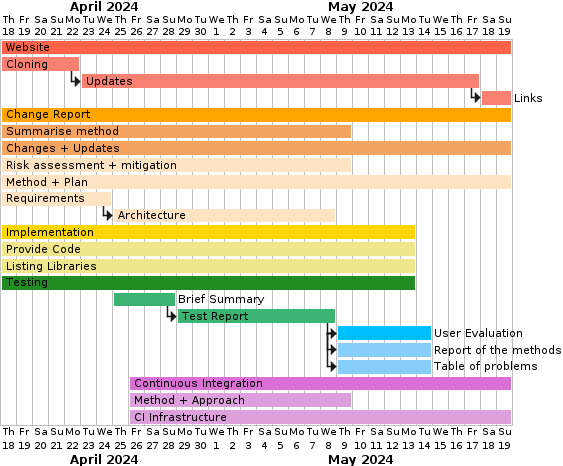 April 2024 May 2024
Th Fr Sa Su Mo Tu We Th Fr Sa Su Mo Tu We Th Fr Sa Su Mo Tu We Th Fr Sa Su Mo Tu We Th Fr Sa Su
18 19 20 21 22 23 24 25 26 27 28 29 30 1 2 3 4 5 6 7 8 9 10 11 12 13 14 15 16 17 18 19
Website
Cloning
Updates
Links
Change Report
Summarise method
Changes + Updates
Risk assessment + mitigation
Method + Plan
Requirements
Architecture
Implementation
Provide Code
Listing Libraries
Testing
Brief Summary
Test Report
User Evaluation
Report of the methods
Table of problems
Continuous Integration
Method + Approach
CI Infrastructure
Th Fr Sa Su Mo Tu We Th Fr Sa Su Mo Tu We Th Fr Sa Su Mo Tu We Th Fr Sa Su Mo Tu We Th Fr Sa Su
18 19 20 21 22 23 24 25 26 27 28 29 30 1 2 3 4 5 6 7 8 9 10 11 12 13 14 15 16 17 18 19
April 2024 May 2024